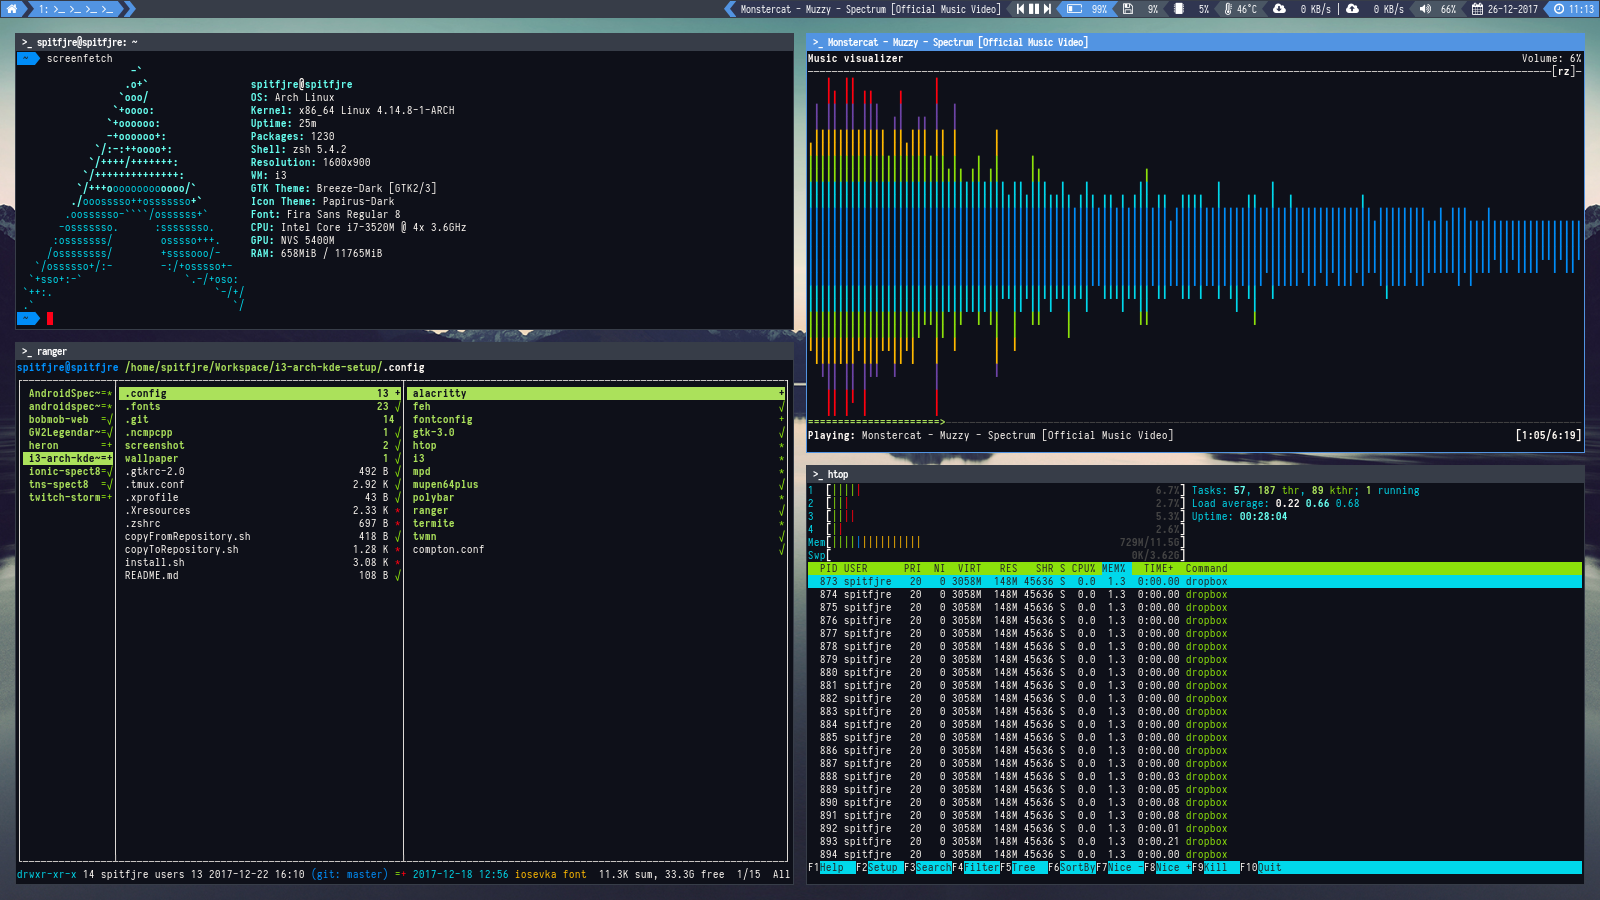 1: >_ >_ >_ >_
Monstercat - Muzzy - Spectrum [Official Music Video] 99% 9% 5% 46°C 0 KB/s | 0 KB/s 66% 26-12-2017 11:13
>_ spitfjre@spitfjre: ~
~ screenfetch
spitfjre@spitfjre
OS: Arch Linux
Kernel: x86_64 Linux 4.14.8-1-ARCH
Uptime: 25m
Packages: 1230
Shell: zsh 5.4.2
Resolution: 1600x900
WM: i3
GTK Theme: Breeze-Dark [GTK2/3]
Icon Theme: Papirus-Dark
Font: Fira Sans Regular 8
CPU: Intel Core i7-3520M @ 4x 3.6GHz
GPU: NVS 5400M
RAM: 658MiB / 11765MiB
~
>_ ranger
spitfjre@spitfjre /home/spitfjre/Workspace/i3-arch-kde-setup/.config
AndroidSpec~=*
androidspec~=*
bobmob-web =√
GW2Legendar~=√
heron =+
i3-arch-kde~=+
ionic-spect8=√
tns-spect8 =√
twitch-storm=+
.config 13 +
.fonts 23 √
.git 14
.ncmpcpp 1 √
screenshot 2 √
wallpaper 1 √
.gtkrc-2.0 492 B √
.tmux.conf 2.92 K √
.xprofile 43 B √
.Xresources 2.33 K *
.zshrc 697 B *
copyFromRepository.sh 418 B √
copyToRepository.sh 1.28 K *
install.sh 3.08 K *
README.md 108 B √
alacritty +
feh √
fontconfig +
gtk-3.0 √
htop *
i3 *
mpd *
mupen64plus √
polybar *
ranger √
termite *
twmn √
compton.conf √
drwxr-xr-x 14 spitfjre users 13 2017-12-22 16:10 (git: master) =+ 2017-12-18 12:56 iosevka font 11.3K sum, 33.3G free 1/15 All
>_ Monstercat - Muzzy - Spectrum [Official Music Video]
Music visualizer Volume: 6%
[rz]
Playing: Monstercat - Muzzy - Spectrum [Official Music Video] [1:05/6:19]
>_ htop
1 [||||| 6.7%] Tasks: 57, 187 thr, 89 kthr; 1 running
2 [||| 2.7%] Load average: 0.22 0.66 0.68
3 [|||| 5.3%] Uptime: 00:28:04
4 [|| 2.6%]
Mem[||||||||||||||| 729M/11.5G]
Swp[ 0K/3.62G]
PID USER PRI NI VIRT RES SHR S CPU% MEM% TIME+ Command
873 spitfjre 20 0 3058M 148M 45636 S 0.0 1.3 0:00.00 dropbox
874 spitfjre 20 0 3058M 148M 45636 S 0.0 1.3 0:00.00 dropbox
875 spitfjre 20 0 3058M 148M 45636 S 0.0 1.3 0:00.00 dropbox
876 spitfjre 20 0 3058M 148M 45636 S 0.0 1.3 0:00.00 dropbox
877 spitfjre 20 0 3058M 148M 45636 S 0.0 1.3 0:00.00 dropbox
878 spitfjre 20 0 3058M 148M 45636 S 0.0 1.3 0:00.00 dropbox
879 spitfjre 20 0 3058M 148M 45636 S 0.0 1.3 0:00.00 dropbox
880 spitfjre 20 0 3058M 148M 45636 S 0.0 1.3 0:00.00 dropbox
881 spitfjre 20 0 3058M 148M 45636 S 0.0 1.3 0:00.00 dropbox
882 spitfjre 20 0 3058M 148M 45636 S 0.0 1.3 0:00.00 dropbox
883 spitfjre 20 0 3058M 148M 45636 S 0.0 1.3 0:00.00 dropbox
884 spitfjre 20 0 3058M 148M 45636 S 0.0 1.3 0:00.00 dropbox
885 spitfjre 20 0 3058M 148M 45636 S 0.0 1.3 0:00.00 dropbox
886 spitfjre 20 0 3058M 148M 45636 S 0.0 1.3 0:00.00 dropbox
887 spitfjre 20 0 3058M 148M 45636 S 0.0 1.3 0:00.00 dropbox
888 spitfjre 20 0 3058M 148M 45636 S 0.0 1.3 0:00.03 dropbox
889 spitfjre 20 0 3058M 148M 45636 S 0.0 1.3 0:00.05 dropbox
890 spitfjre 20 0 3058M 148M 45636 S 0.0 1.3 0:00.08 dropbox
891 spitfjre 20 0 3058M 148M 45636 S 0.0 1.3 0:00.08 dropbox
892 spitfjre 20 0 3058M 148M 45636 S 0.0 1.3 0:00.01 dropbox
893 spitfjre 20 0 3058M 148M 45636 S 0.0 1.3 0:00.21 dropbox
894 spitfjre 20 0 3058M 148M 45636 S 0.0 1.3 0:00.00 dropbox
F1Help F2Setup F3SearchF4FilterF5Tree F6SortByF7Nice -F8Nice +F9Kill F10Quit